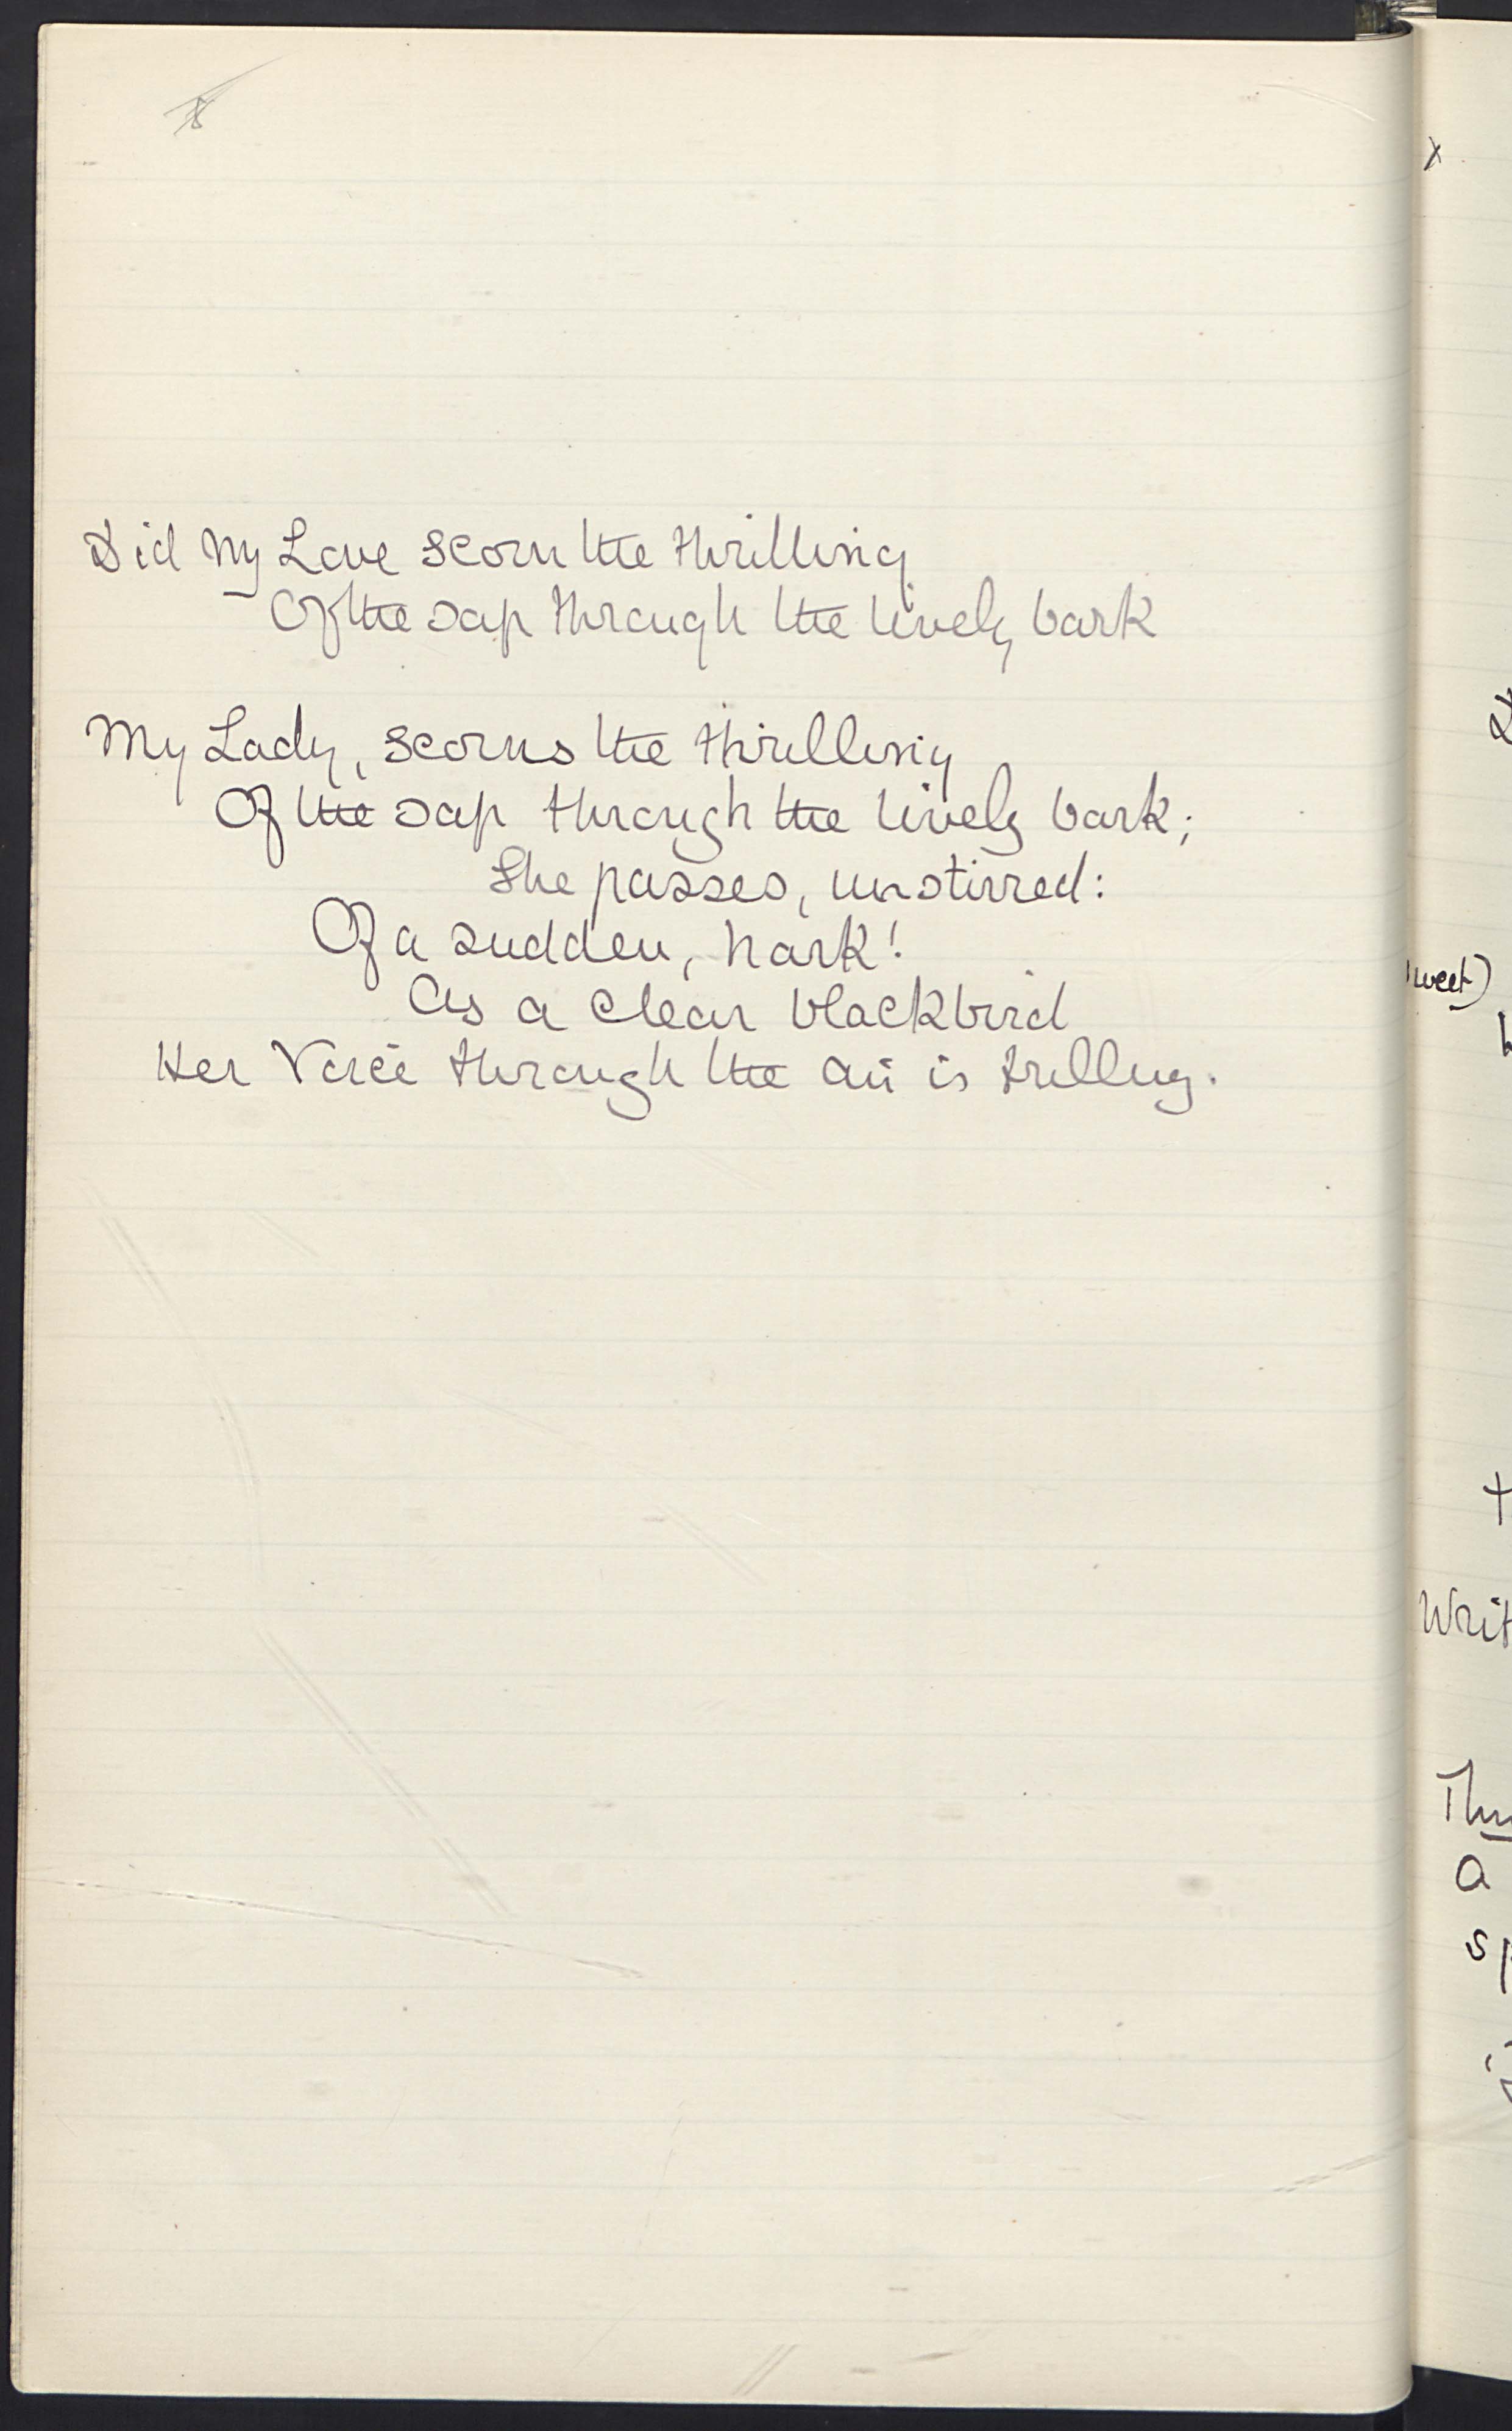 Did my Love scorn the thrilling
Of the sap through the lively bark
My Lady, scorns the thrilling
Of the sap through the lively bark;
She passes, unstirred:
Of a sudden, hark!
As a clear blackbird
Her Voice through the air is trilling.
x
weet)
+
Writ
a
sp